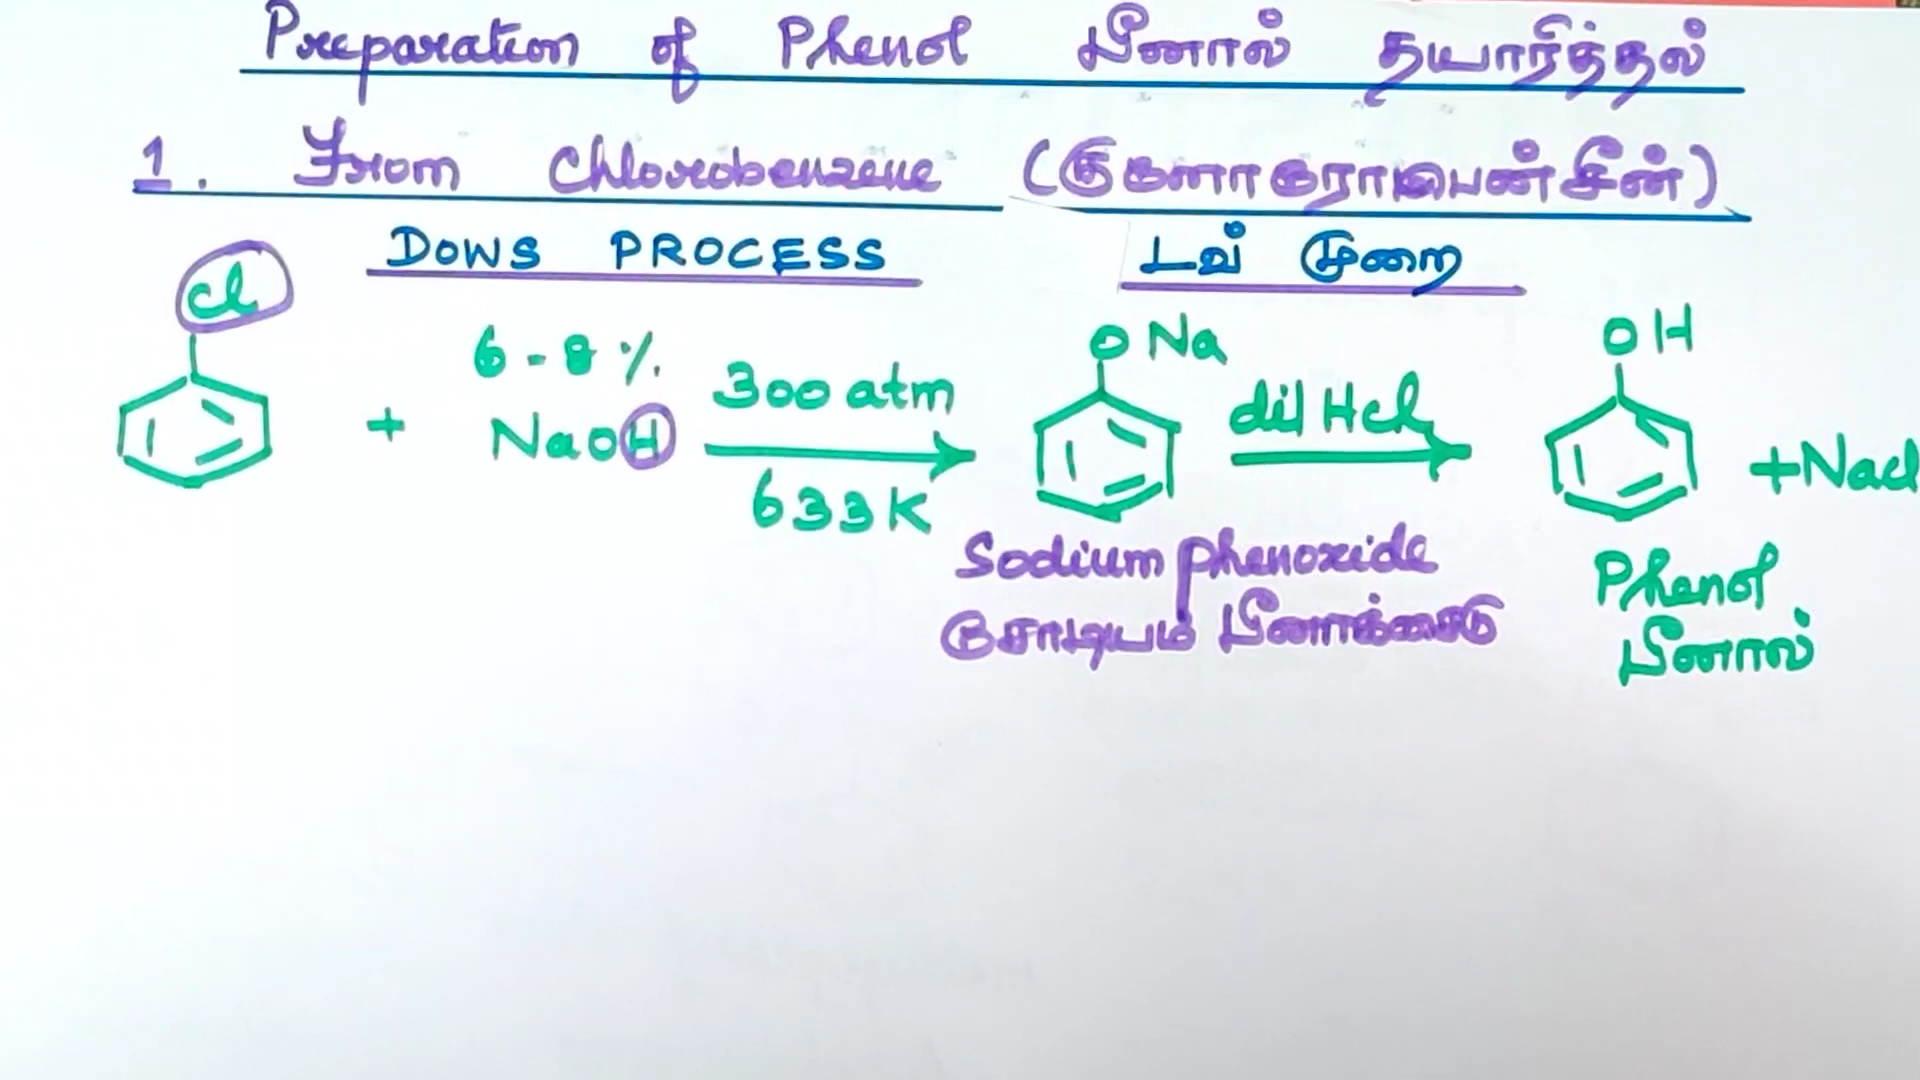 Preparation of Phenol பீனால் தயாரித்தல்
1. From Chlorobenzene (குளோரோபென்சீன்)
DOWS PROCESS டவ் முறை
Cl
6-8%
NaOH
+
300 atm
633K
ONa
dil HCl
OH
+NaCl
Sodium phenoxide
சோடியம் பீனாக்சைடு
Phenol
பீனால்